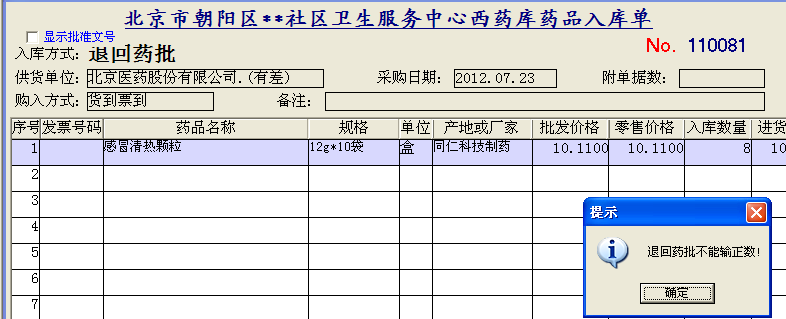 北京市朝阳区**社区卫生服务中心西药库药品入库单
显示批准文号
No. 110081
入库方式: 退回药批
供货单位: 北京医药股份有限公司.(有差) 采购日期: 2012.07.23 附单据数:
购入方式: 货到票到 备注:
序号 发票号码 药品名称 规格 单位 产地或厂家 批发价格 零售价格 入库数量 进货
1 感冒清热颗粒 12g*10袋 盒 同仁科技制药 10.1100 10.1100 8 10
2
3
4
5
6
7
提示
退回药批不能输正数!
确定